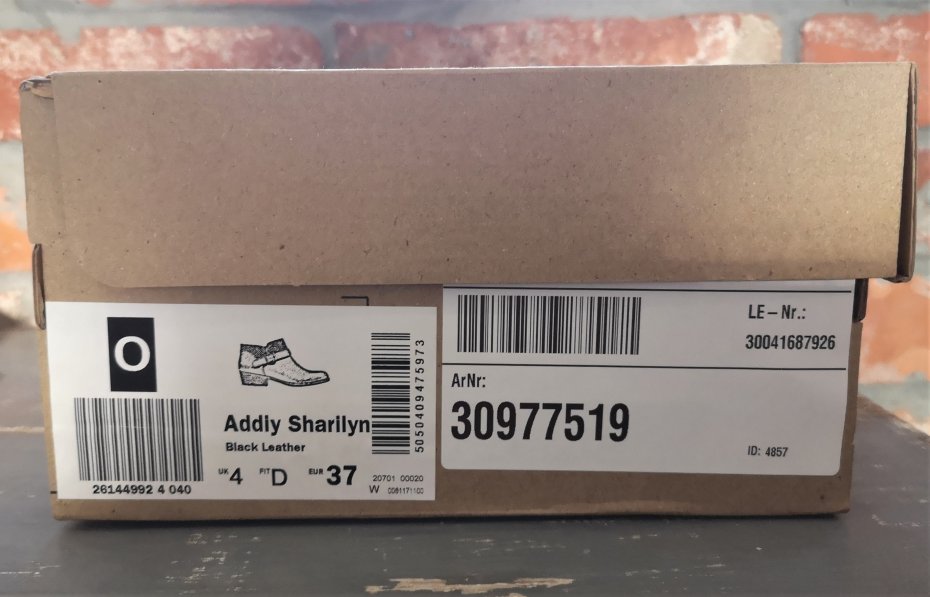 O
26144992 4 040
Addly Sharilyn
Black Leather
UK 4 FIT D EUR 37
5050409475973
20701 00020
W 0061171100
LE – Nr.:
30041687926
ArNr:
30977519
ID: 4857